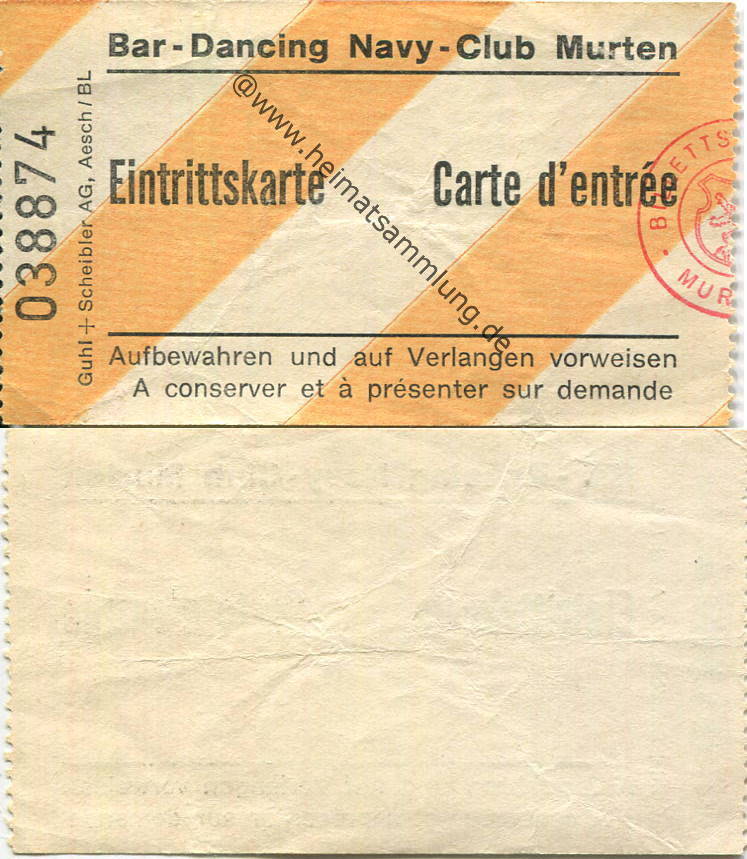 Bar-Dancing Navy-Club Murten
038874
Guhl + Scheibler AG, Aesch/BL
Eintrittskarte Carte d'entrée
@www.heimatsammlung.de
MUR
Aufbewahren und auf Verlangen vorweisen
A conserver et à présenter sur demande